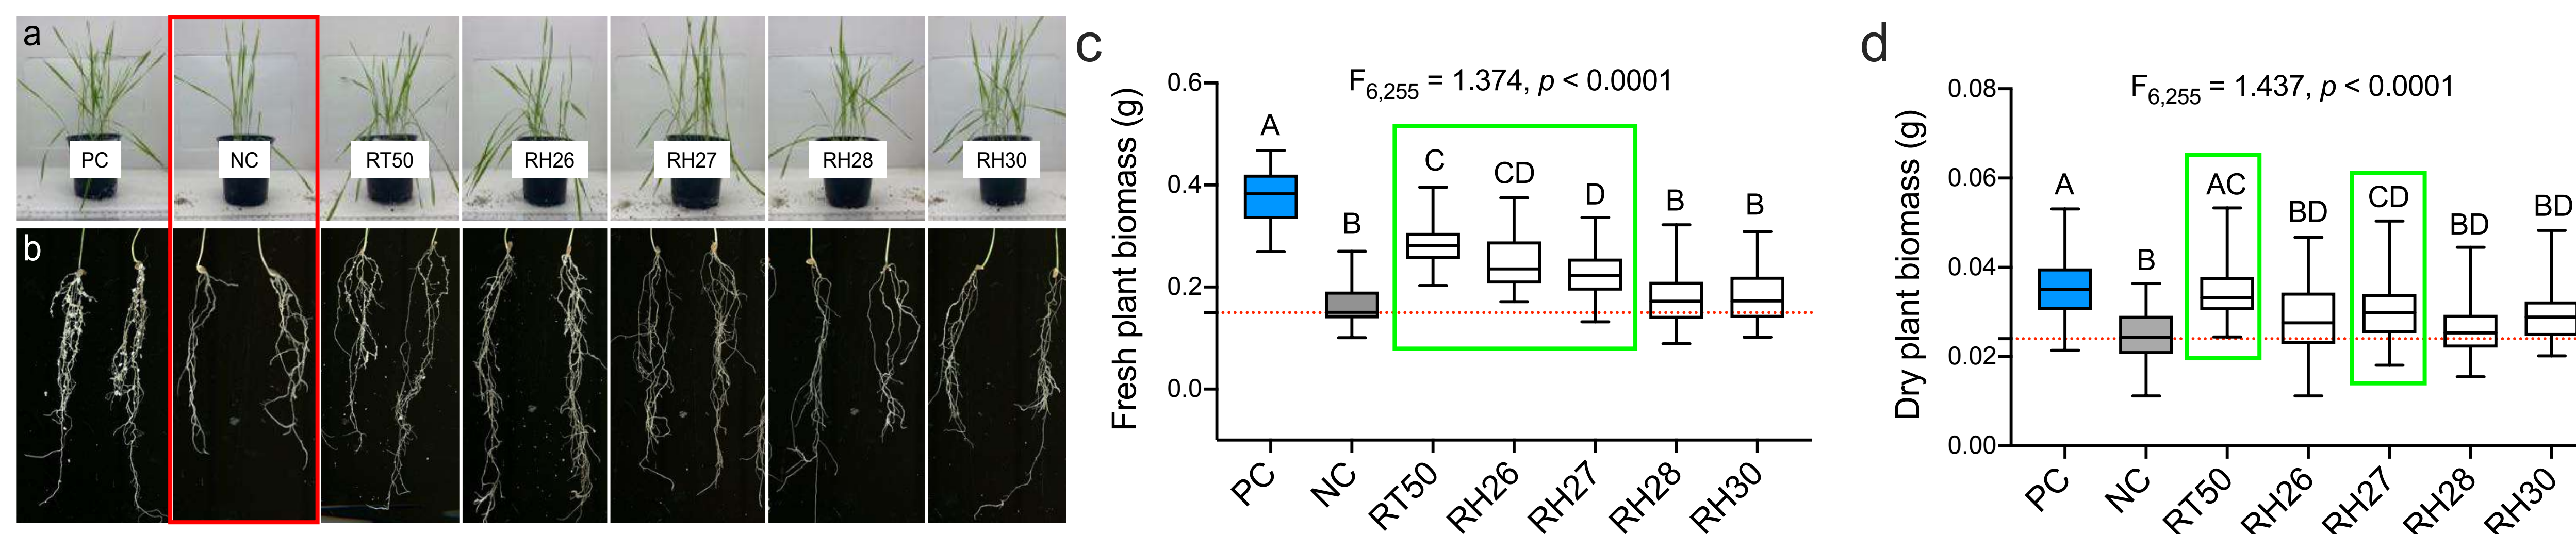 a
PC
NC
RT50
RH26
RH27
RH28
RH30
b
c
F6,255 = 1.374, p < 0.0001
Fresh plant biomass (g)
0.6
0.4
0.2
0.0
A
B
C
CD
D
B
B
PC
NC
RT50
RH26
RH27
RH28
RH30
d
F6,255 = 1.437, p < 0.0001
Dry plant biomass (g)
0.08
0.06
0.04
0.02
0.00
A
B
AC
BD
CD
BD
BD
PC
NC
RT50
RH26
RH27
RH28
RH30